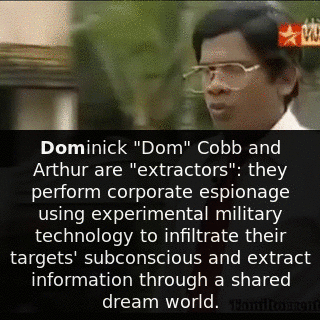 Dominick "Dom" Cobb and
Arthur are "extractors": they
perform corporate espionage
using experimental military
technology to infiltrate their
targets' subconscious and extract
information through a shared
dream world.